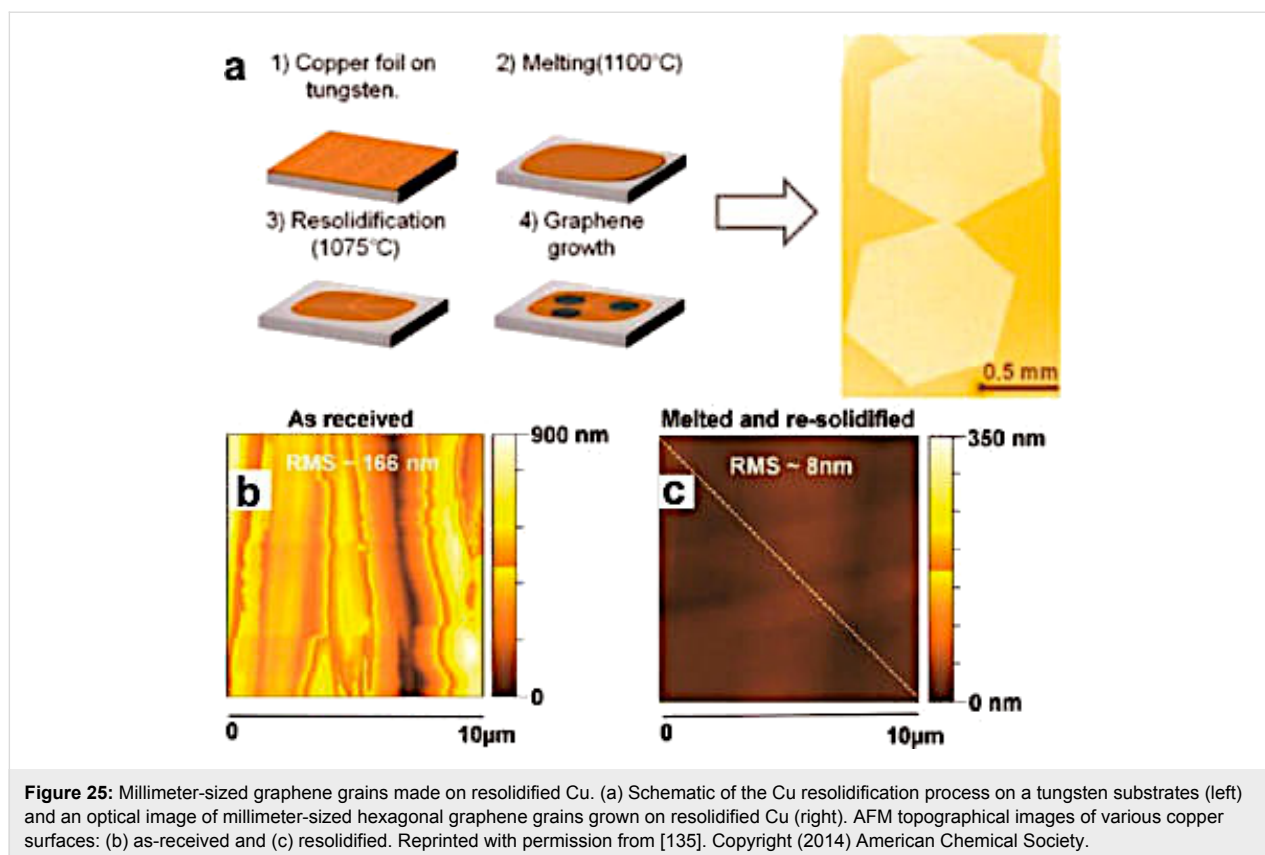 a
1) Copper foil on
tungsten.
2) Melting(1100°C)
3) Resolidification
(1075°C)
4) Graphene
growth
0.5 mm
As received
RMS ~ 166 nm
b
900 nm
0
0
10µm
Melted and re-solidified
RMS ~ 8nm
c
350 nm
0 nm
0
10µm
Figure 25: Millimeter-sized graphene grains made on resolidified Cu. (a) Schematic of the Cu resolidification process on a tungsten substrates (left)
and an optical image of millimeter-sized hexagonal graphene grains grown on resolidified Cu (right). AFM topographical images of various copper
surfaces: (b) as-received and (c) resolidified. Reprinted with permission from [135]. Copyright (2014) American Chemical Society.